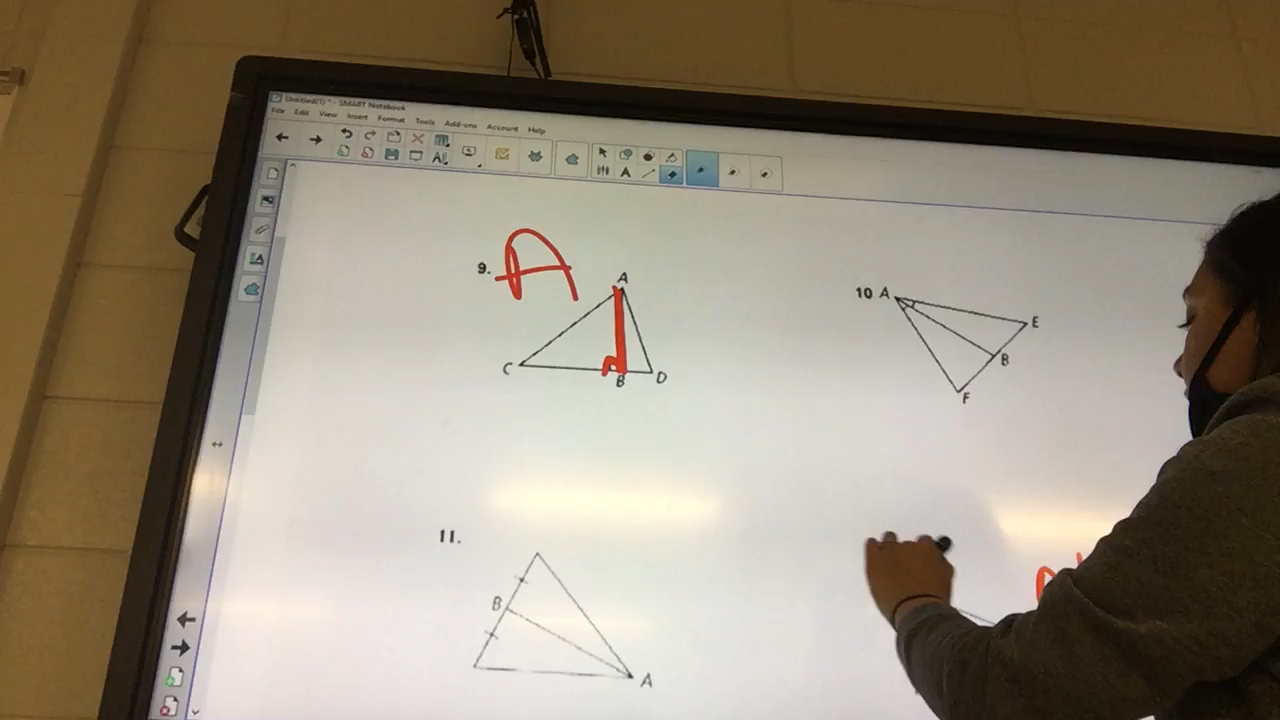 Untitled(1) * - SMART Notebook
File Edit View Insert Format Tools Add-ons Account Help
A
9.
A
C
B
D
10
A
E
B
F
11.
B
A